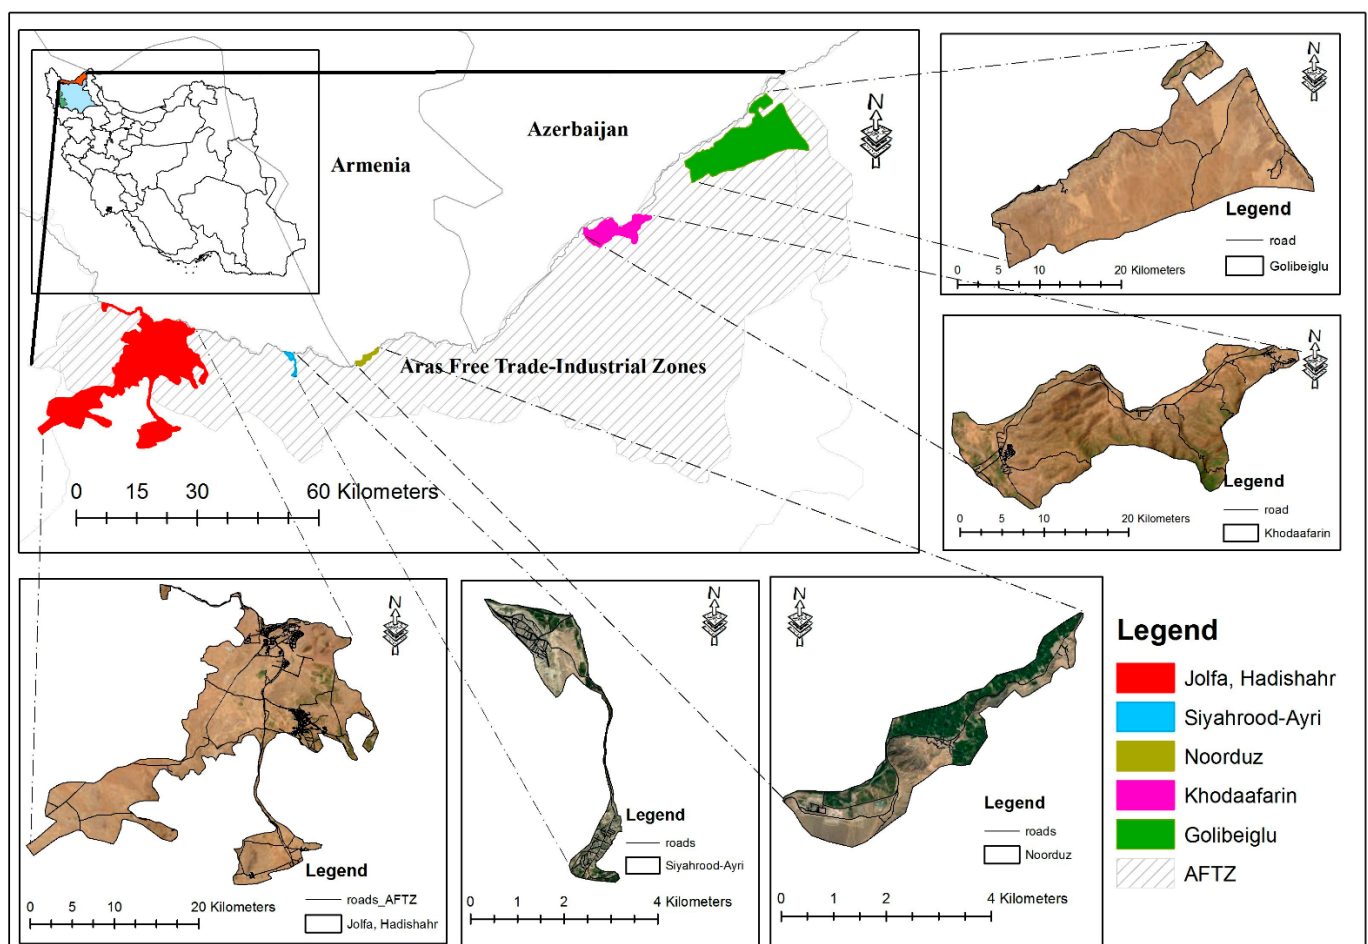 Azerbaijan
Armenia
N
Aras Free Trade-Industrial Zones
0 15 30 60 Kilometers
N
Legend
road
Golibeiglu
0 5 10 20 Kilometers
N
Legend
road
Khodaafarin
0 5 10 20 Kilometers
N
Legend
roads_AFTZ
Jolfa, Hadishahr
0 10 20 Kilometers
N
Legend
roads
Siyahrood-Ayri
0 1 2 4 Kilometers
N
Legend
roads
Noorduz
0 1 2 4 Kilometers
Legend
Jolfa, Hadishahr
Siyahrood-Ayri
Noorduz
Khodaafarin
Golibeiglu
AFTZ